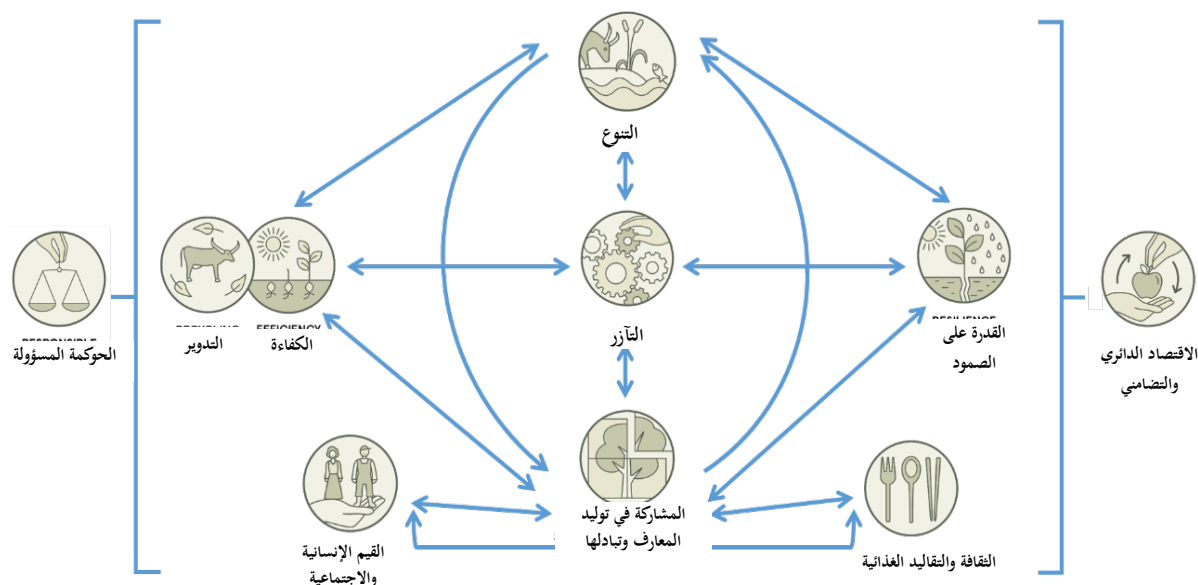 التنوع
الحوكمة المسؤولة
التدوير
الكفاءة
EFFICIENCY
التآزر
القدرة على
الصمود
الاقتصاد الدائري
والتضامني
القيم الإنسانية
والاجتماعية
المشاركة في توليد
المعارف وتبادلها
الثقافة والتقاليد الغذائية